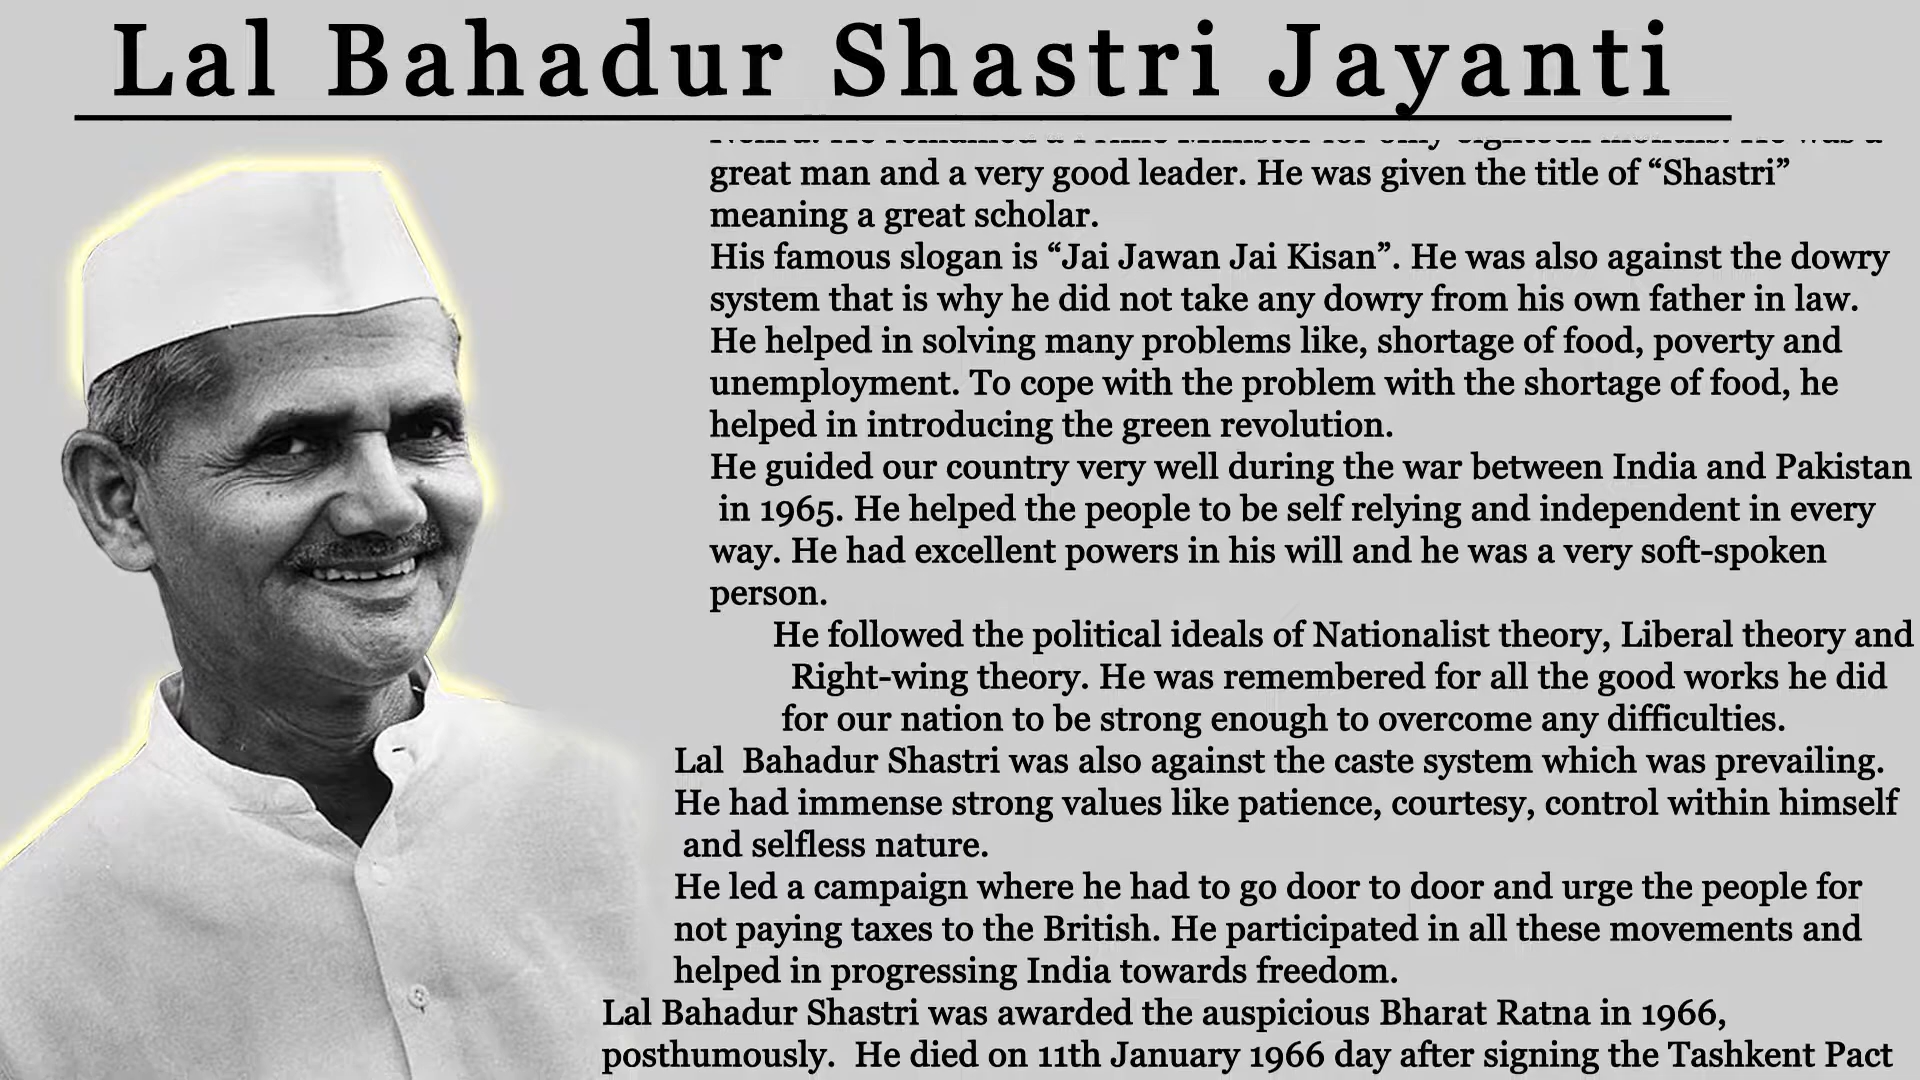 Lal Bahadur Shastri Jayanti
Nehru. He remained a Prime Minister for only eighteen months. He was a
great man and a very good leader. He was given the title of “Shastri”
meaning a great scholar.
His famous slogan is “Jai Jawan Jai Kisan”. He was also against the dowry
system that is why he did not take any dowry from his own father in law.
He helped in solving many problems like, shortage of food, poverty and
unemployment. To cope with the problem with the shortage of food, he
helped in introducing the green revolution.
He guided our country very well during the war between India and Pakistan
in 1965. He helped the people to be self relying and independent in every
way. He had excellent powers in his will and he was a very soft-spoken
person.
He followed the political ideals of Nationalist theory, Liberal theory and
Right-wing theory. He was remembered for all the good works he did
for our nation to be strong enough to overcome any difficulties.
Lal Bahadur Shastri was also against the caste system which was prevailing.
He had immense strong values like patience, courtesy, control within himself
and selfless nature.
He led a campaign where he had to go door to door and urge the people for
not paying taxes to the British. He participated in all these movements and
helped in progressing India towards freedom.
Lal Bahadur Shastri was awarded the auspicious Bharat Ratna in 1966,
posthumously. He died on 11th January 1966 day after signing the Tashkent Pact